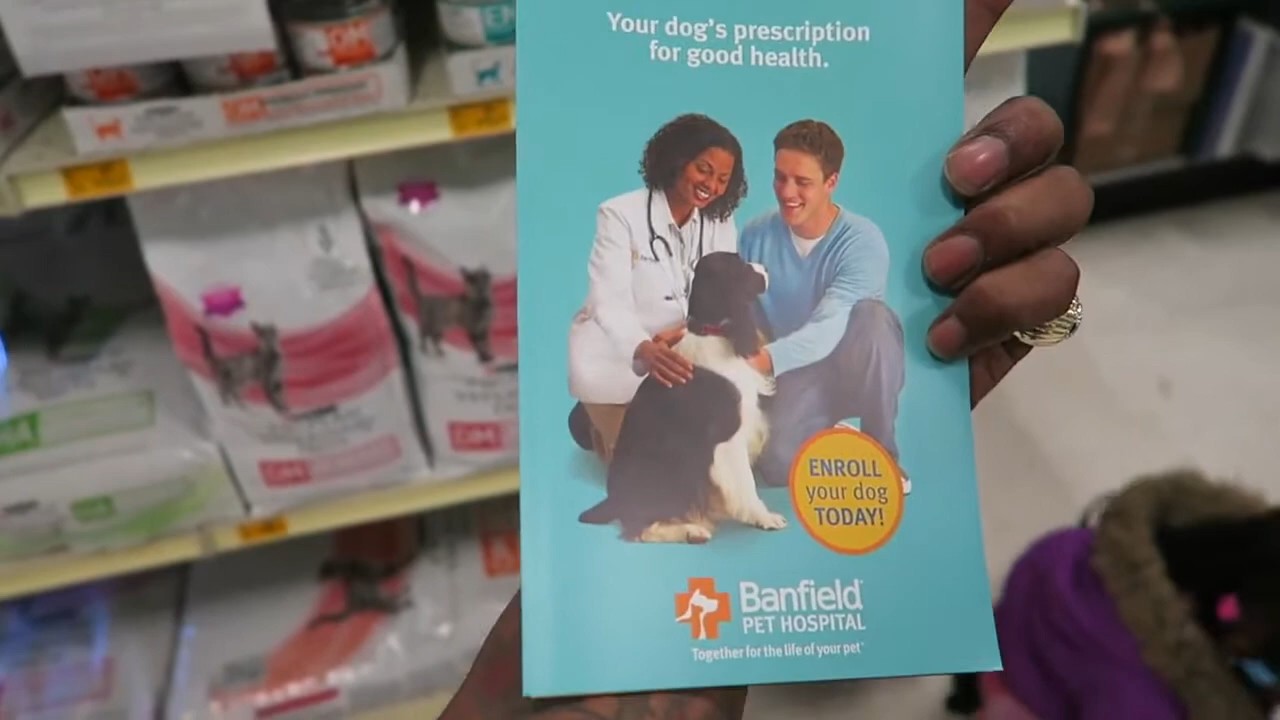 Your dog's prescription
for good health.
ENROLL
your dog
TODAY!
Banfield
PET HOSPITAL
Together for the life of your pet
OM